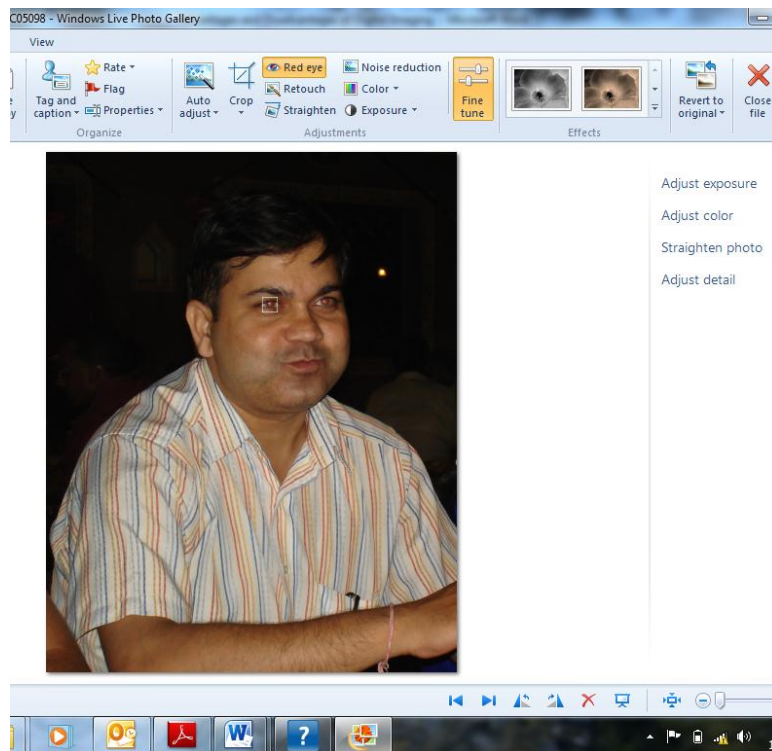 C05098 - Windows Live Photo Gallery
View
Rate
Flag
Tag and caption
Properties
Organize
Auto adjust
Crop
Red eye
Retouch
Straighten
Noise reduction
Color
Exposure
Adjustments
Fine tune
Effects
Revert to original
Close file
Adjust exposure
Adjust color
Straighten photo
Adjust detail